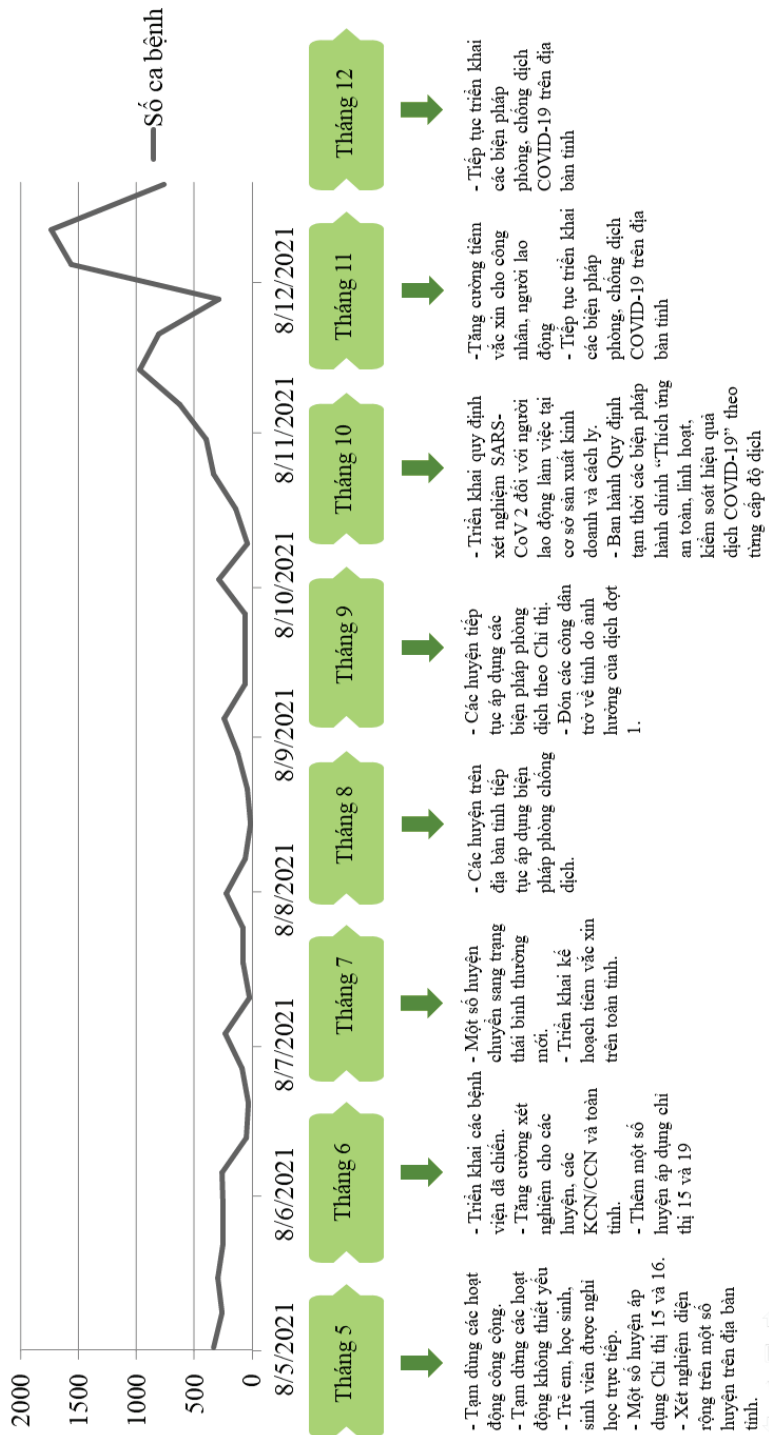 Số ca bệnh
2000
1500
1000
500
0
8/5/2021
8/6/2021
8/7/2021
8/8/2021
8/9/2021
8/10/2021
8/11/2021
8/12/2021
Tháng 5
Tháng 6
Tháng 7
Tháng 8
Tháng 9
Tháng 10
Tháng 11
Tháng 12
- Tạm dừng các hoạt
động công cộng.
- Tạm dừng các hoạt
động không thiết yếu
- Trẻ em, học sinh,
sinh viên được nghỉ
học trực tiếp.
- Một số huyện áp
dụng Chỉ thị 15 và 16.
- Xét nghiệm diện
rộng trên một số
huyện trên địa bàn
tỉnh.
- Triển khai các bệnh
viện dã chiến.
- Tăng cường xét
nghiệm cho các
huyện, các
KCN/CCN và toàn
tỉnh.
- Thêm một số
huyện áp dụng chỉ
thị 15 và 19
- Một số huyện
chuyển sang trạng
thái bình thường
mới.
- Triển khai kế
hoạch tiêm vắc xin
trên toàn tỉnh.
- Các huyện trên
địa bàn tỉnh tiếp
tục áp dụng biện
pháp phòng chống
dịch.
- Các huyện tiếp
tục áp dụng các
biện pháp phòng
dịch theo Chỉ thị.
- Đón các công dân
trở về tỉnh do ảnh
hưởng của dịch đợt
1.
- Triển khai quy định
xét nghiệm SARS-
CoV 2 đối với người
lao động làm việc tại
cơ sở sản xuất kinh
doanh và cách ly.
- Ban hành Quy định
tạm thời các biện pháp
hành chính “Thích ứng
an toàn, linh hoạt,
kiểm soát hiệu quả
dịch COVID-19” theo
từng cấp độ dịch
- Tăng cường tiêm
vắc xin cho công
nhân, người lao
động
- Tiếp tục triển khai
các biện pháp
phòng, chống dịch
COVID-19 trên địa
bàn tỉnh
- Tiếp tục triển khai
các biện pháp
phòng, chống dịch
COVID-19 trên địa
bàn tỉnh